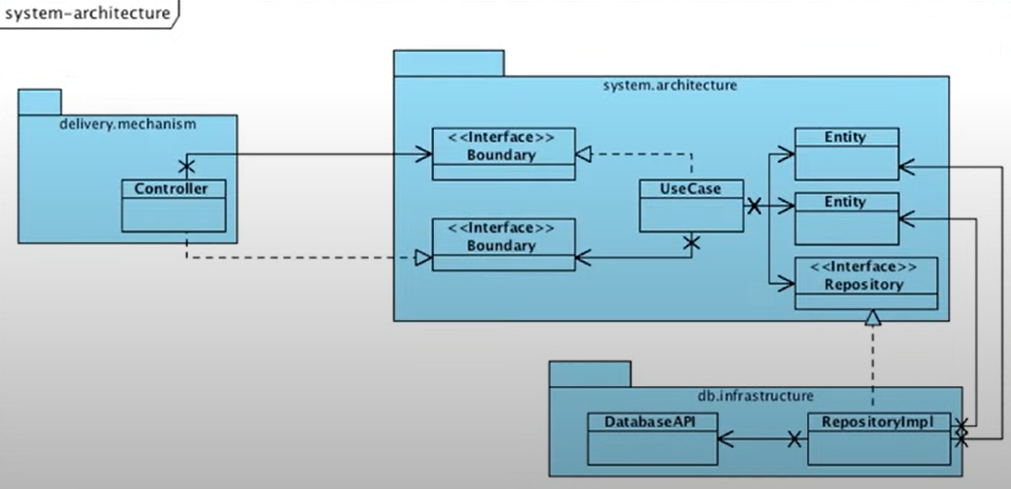 system-architecture
system.architecture
delivery.mechanism
<<Interface>>
Boundary
Entity
Controller
UseCase
Entity
<<Interface>>
Boundary
<<Interface>>
Repository
db.infrastructure
DatabaseAPI
RepositoryImpl